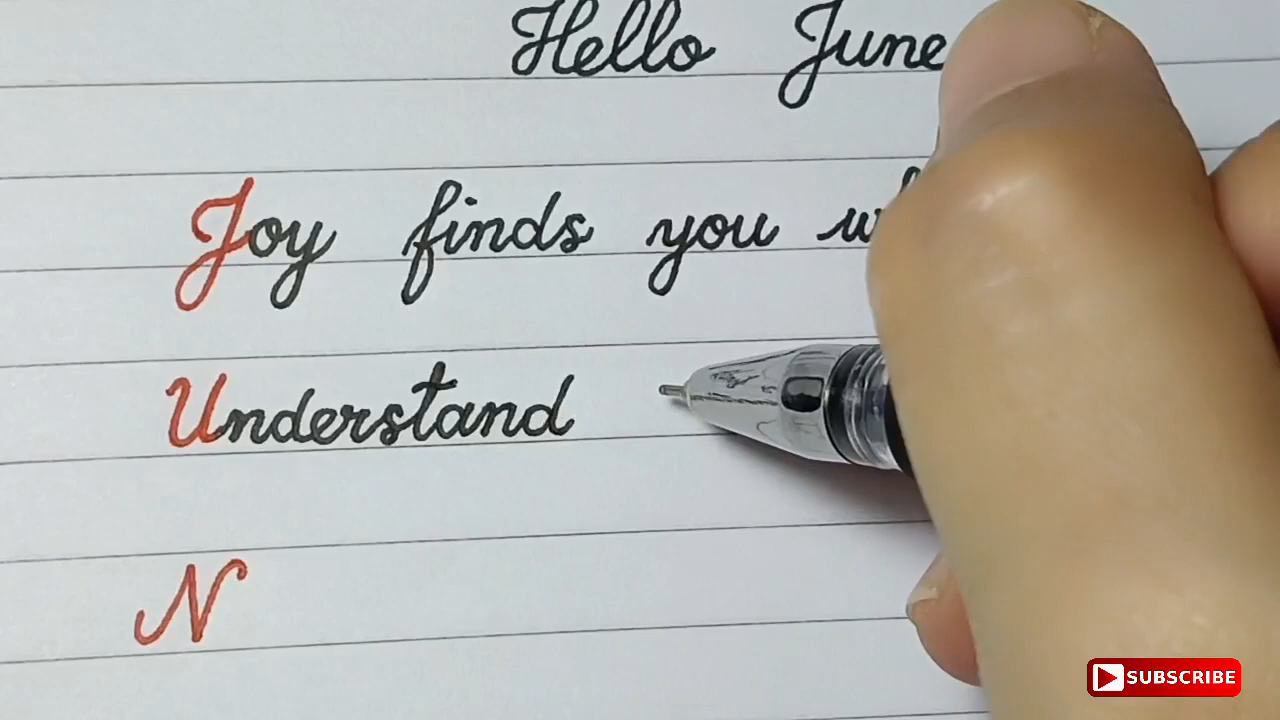 Hello June
Joy finds you
Understand
N
SUBSCRIBE